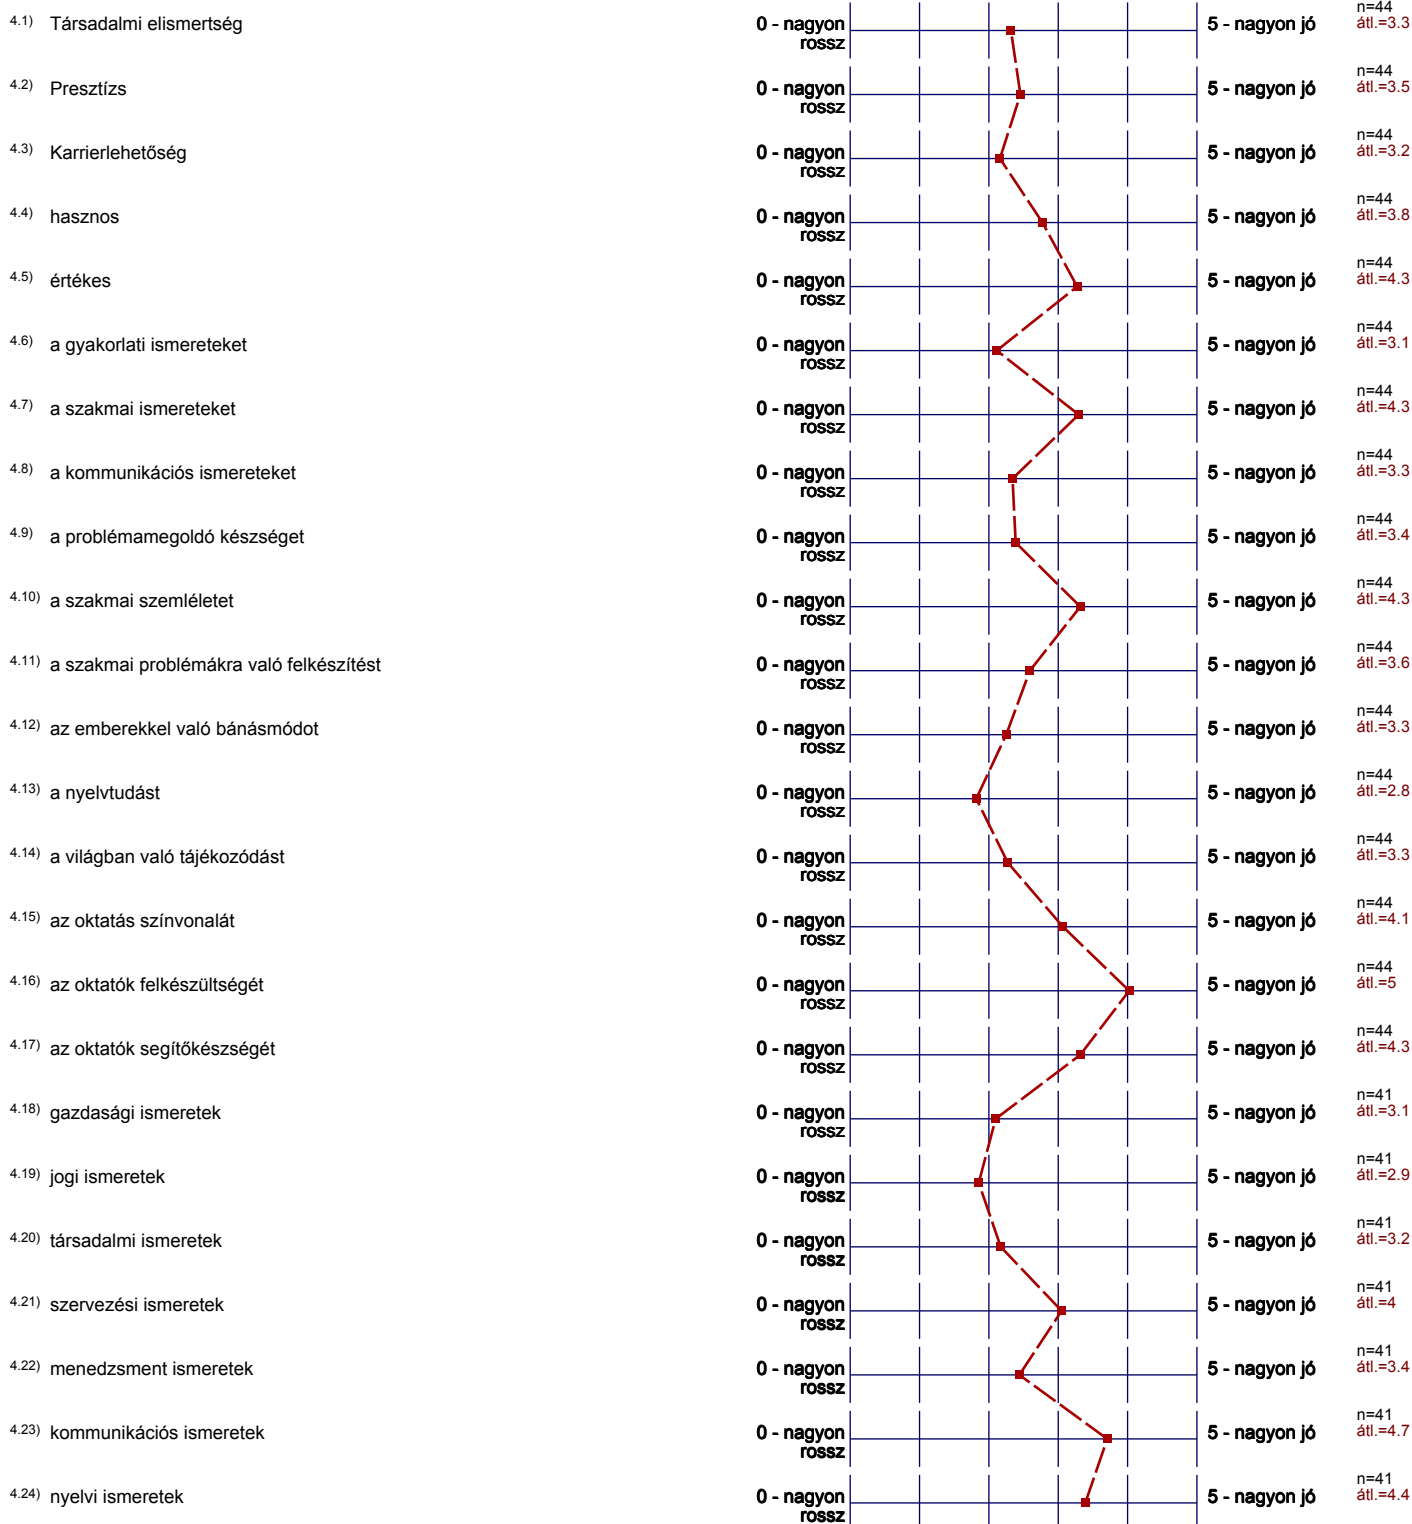 4.1) Társadalmi elismertség 0 - nagyon rossz 5 - nagyon jó n=44 átl.=3.3
4.2) Presztízs 0 - nagyon rossz 5 - nagyon jó n=44 átl.=3.5
4.3) Karrierlehetőség 0 - nagyon rossz 5 - nagyon jó n=44 átl.=3.2
4.4) hasznos 0 - nagyon rossz 5 - nagyon jó n=44 átl.=3.8
4.5) értékes 0 - nagyon rossz 5 - nagyon jó n=44 átl.=4.3
4.6) a gyakorlati ismereteket 0 - nagyon rossz 5 - nagyon jó n=44 átl.=3.1
4.7) a szakmai ismereteket 0 - nagyon rossz 5 - nagyon jó n=44 átl.=4.3
4.8) a kommunikációs ismereteket 0 - nagyon rossz 5 - nagyon jó n=44 átl.=3.3
4.9) a problémamegoldó készséget 0 - nagyon rossz 5 - nagyon jó n=44 átl.=3.4
4.10) a szakmai szemléletet 0 - nagyon rossz 5 - nagyon jó n=44 átl.=4.3
4.11) a szakmai problémákra való felkészítést 0 - nagyon rossz 5 - nagyon jó n=44 átl.=3.6
4.12) az emberekkel való bánásmódot 0 - nagyon rossz 5 - nagyon jó n=44 átl.=3.3
4.13) a nyelvtudást 0 - nagyon rossz 5 - nagyon jó n=44 átl.=2.8
4.14) a világban való tájékozódást 0 - nagyon rossz 5 - nagyon jó n=44 átl.=3.3
4.15) az oktatás színvonalát 0 - nagyon rossz 5 - nagyon jó n=44 átl.=4.1
4.16) az oktatók felkészültségét 0 - nagyon rossz 5 - nagyon jó n=44 átl.=5
4.17) az oktatók segítőkészségét 0 - nagyon rossz 5 - nagyon jó n=44 átl.=4.3
4.18) gazdasági ismeretek 0 - nagyon rossz 5 - nagyon jó n=41 átl.=3.1
4.19) jogi ismeretek 0 - nagyon rossz 5 - nagyon jó n=41 átl.=2.9
4.20) társadalmi ismeretek 0 - nagyon rossz 5 - nagyon jó n=41 átl.=3.2
4.21) szervezési ismeretek 0 - nagyon rossz 5 - nagyon jó n=41 átl.=4
4.22) menedzsment ismeretek 0 - nagyon rossz 5 - nagyon jó n=41 átl.=3.4
4.23) kommunikációs ismeretek 0 - nagyon rossz 5 - nagyon jó n=41 átl.=4.7
4.24) nyelvi ismeretek 0 - nagyon rossz 5 - nagyon jó n=41 átl.=4.4